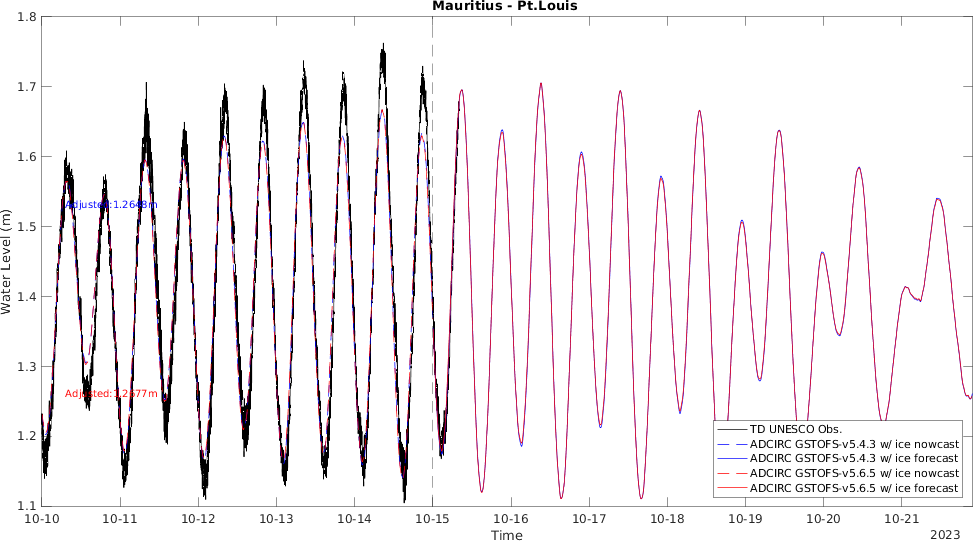 Mauritius - Pt.Louis
1.8
1.7
1.6
1.5
1.4
1.3
1.2
1.1
Water Level (m)
Adjusted:1.2648m
Adjusted:1.2677m
TD UNESCO Obs.
ADCIRC GSTOFS-v5.4.3 w/ ice nowcast
ADCIRC GSTOFS-v5.4.3 w/ ice forecast
ADCIRC GSTOFS-v5.6.5 w/ ice nowcast
ADCIRC GSTOFS-v5.6.5 w/ ice forecast
10-10 10-11 10-12 10-13 10-14 10-15 10-16 10-17 10-18 10-19 10-20 10-21
Time
2023